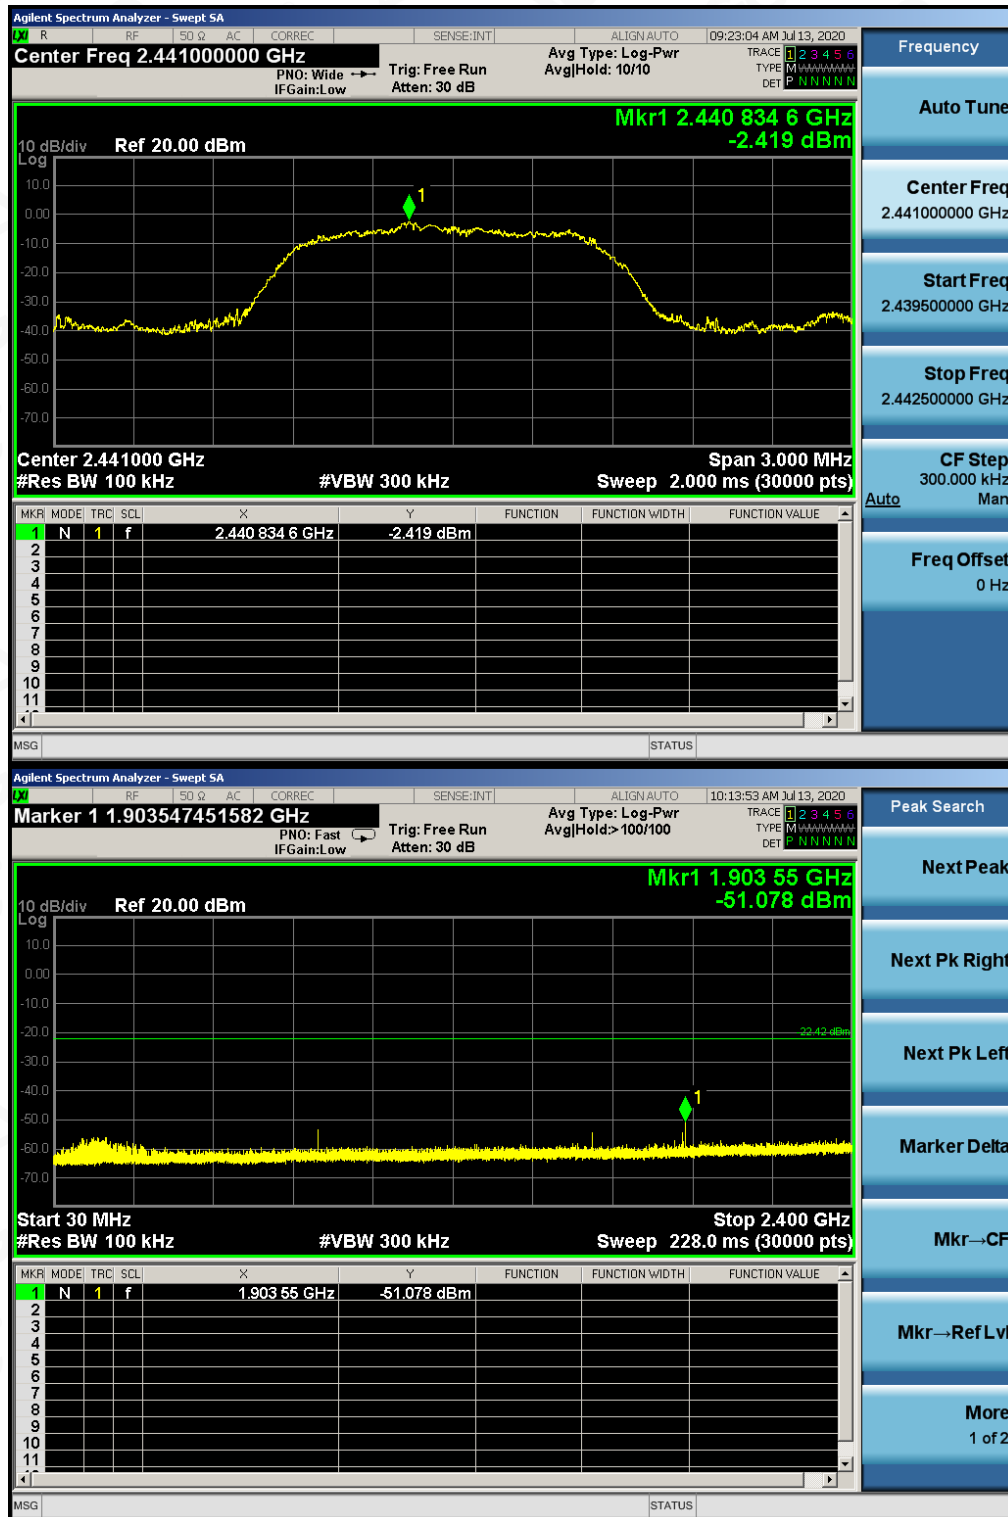 Agilent Spectrum Analyzer - Swept SA
LXI R RF 50 Ω AC CORREC SENSE:INT ALIGN AUTO 09:23:04 AM Jul 13, 2020
Center Freq 2.441000000 GHz
PNO: Wide
IFGain:Low
Trig: Free Run
Atten: 30 dB
Avg Type: Log-Pwr
Avg|Hold: 10/10
TRACE 1 2 3 4 5 6
TYPE M WWWWW
DET P N N N N N
Mkr1 2.440 834 6 GHz
-2.419 dBm
10 dB/div Ref 20.00 dBm
Log
10.0
0.00
-10.0
-20.0
-30.0
-40.0
-50.0
-60.0
-70.0
1
Center 2.441000 GHz Span 3.000 MHz
#Res BW 100 kHz #VBW 300 kHz Sweep 2.000 ms (30000 pts)
MKR MODE TRC SCL X Y FUNCTION FUNCTION WIDTH FUNCTION VALUE
1 N 1 f 2.440 834 6 GHz -2.419 dBm
2
3
4
5
6
7
8
9
10
11
MSG STATUS
Frequency
Auto Tune
Center Freq
2.441000000 GHz
Start Freq
2.439500000 GHz
Stop Freq
2.442500000 GHz
CF Step
300.000 kHz
Auto Man
Freq Offset
0 Hz
Agilent Spectrum Analyzer - Swept SA
LXI RF 50 Ω AC CORREC SENSE:INT ALIGN AUTO 10:13:53 AM Jul 13, 2020
Marker 1 1.903547451582 GHz
PNO: Fast
IFGain:Low
Trig: Free Run
Atten: 30 dB
Avg Type: Log-Pwr
Avg|Hold:>100/100
TRACE 1 2 3 4 5 6
TYPE M WWWWW
DET P N N N N N
Mkr1 1.903 55 GHz
-51.078 dBm
10 dB/div Ref 20.00 dBm
Log
10.0
0.00
-10.0
-20.0
-30.0
-40.0
-50.0
-60.0
-70.0
-22.42 dBm
1
Start 30 MHz Stop 2.400 GHz
#Res BW 100 kHz #VBW 300 kHz Sweep 228.0 ms (30000 pts)
MKR MODE TRC SCL X Y FUNCTION FUNCTION WIDTH FUNCTION VALUE
1 N 1 f 1.903 55 GHz -51.078 dBm
2
3
4
5
6
7
8
9
10
11
MSG STATUS
Peak Search
Next Peak
Next Pk Right
Next Pk Left
Marker Delta
Mkr→CF
Mkr→Ref Lvl
More
1 of 2